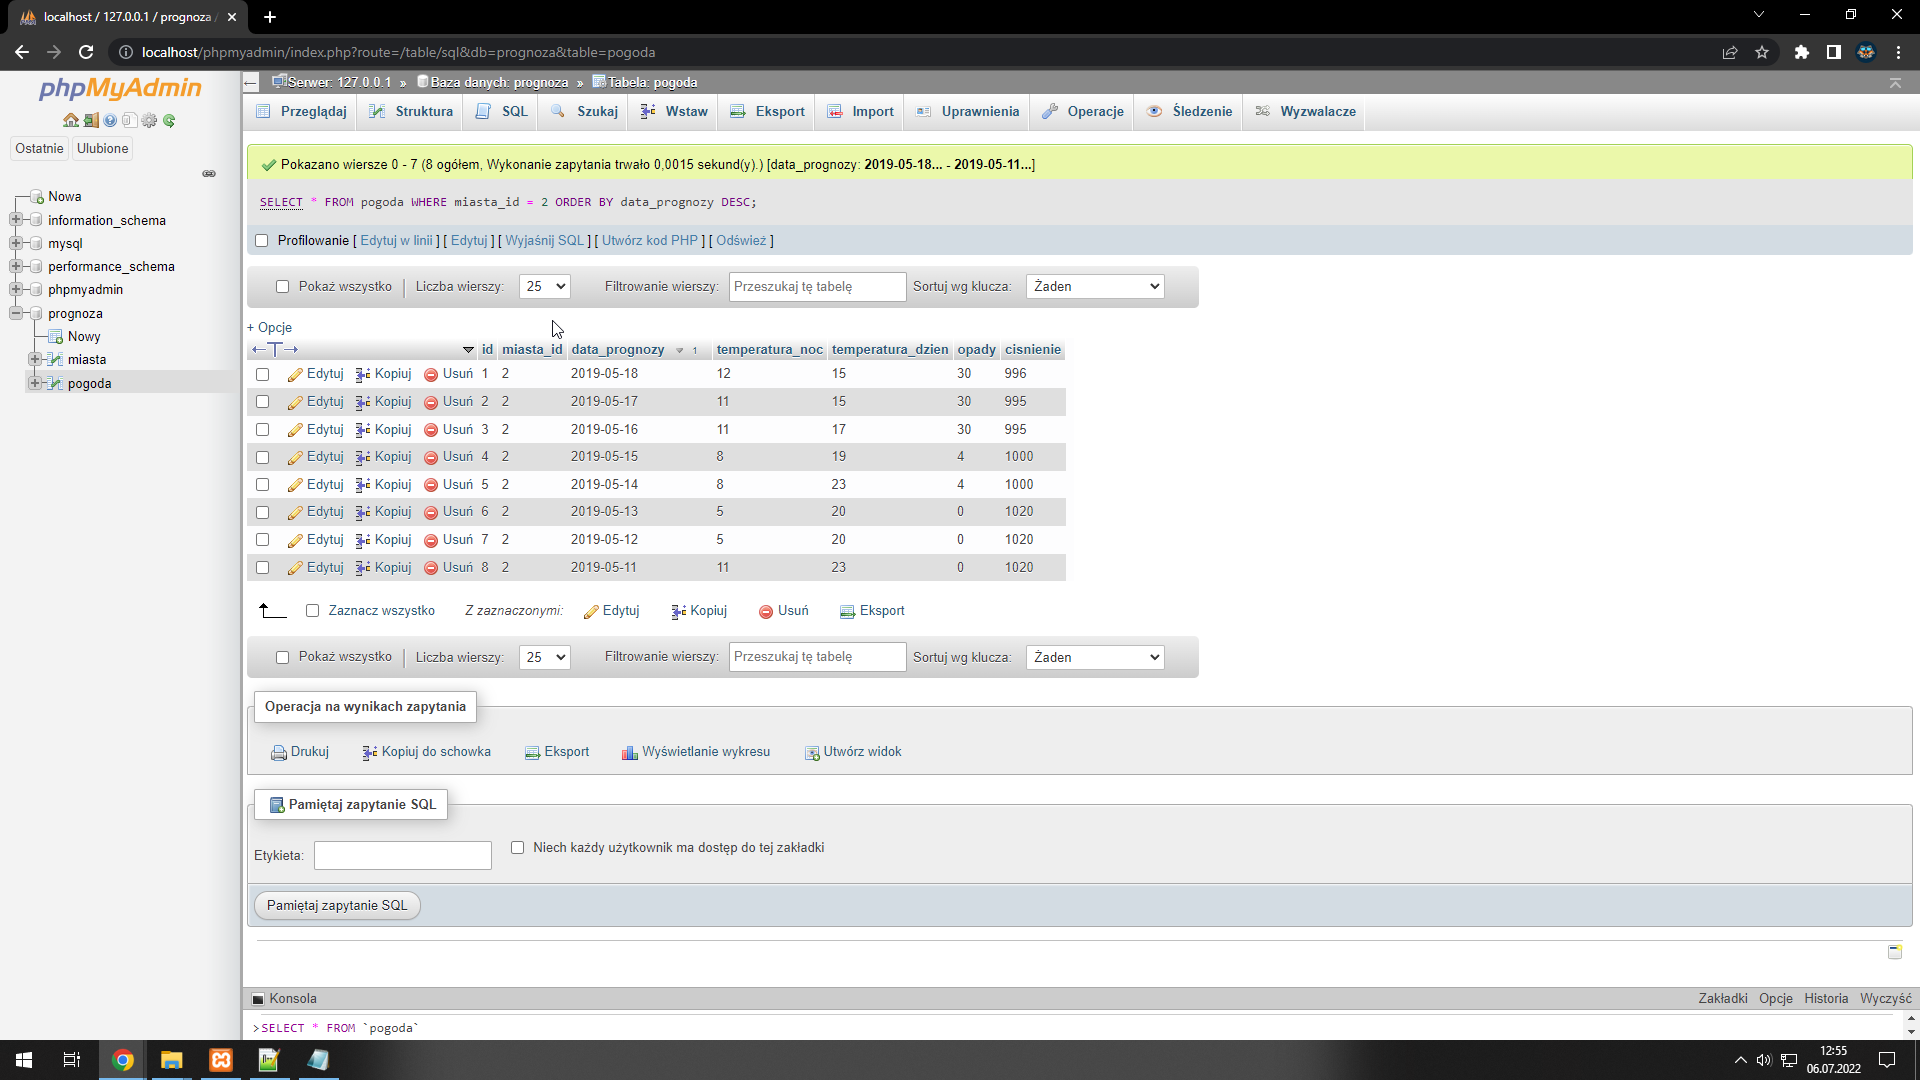 localhost / 127.0.0.1 / prognoza /
localhost/phpmyadmin/index.php?route=/table/sql&db=prognoza&table=pogoda
phpMyAdmin
Ostatnie Ulubione
Nowa
information_schema
mysql
performance_schema
phpmyadmin
prognoza
Nowy
miasta
pogoda
Serwer: 127.0.0.1 » Baza danych: prognoza » Tabela: pogoda
Przeglądaj Struktura SQL Szukaj Wstaw Eksport Import Uprawnienia Operacje Śledzenie Wyzwalacze
Pokazano wiersze 0 - 7 (8 ogółem, Wykonanie zapytania trwało 0,0015 sekund(y).) [data_prognozy: 2019-05-18... - 2019-05-11...]
SELECT * FROM pogoda WHERE miasta_id = 2 ORDER BY data_prognozy DESC;
Profilowanie [ Edytuj w linii ] [ Edytuj ] [ Wyjaśnij SQL ] [ Utwórz kod PHP ] [ Odśwież ]
Pokaż wszystko | Liczba wierszy: 25 Filtrowanie wierszy: Przeszukaj tę tabelę Sortuj wg klucza: Żaden
+ Opcje
←T→ id miasta_id data_prognozy 1 temperatura_noc temperatura_dzien opady cisnienie
Edytuj Kopiuj Usuń 1 2 2019-05-18 12 15 30 996
Edytuj Kopiuj Usuń 2 2 2019-05-17 11 15 30 995
Edytuj Kopiuj Usuń 3 2 2019-05-16 11 17 30 995
Edytuj Kopiuj Usuń 4 2 2019-05-15 8 19 4 1000
Edytuj Kopiuj Usuń 5 2 2019-05-14 8 23 4 1000
Edytuj Kopiuj Usuń 6 2 2019-05-13 5 20 0 1020
Edytuj Kopiuj Usuń 7 2 2019-05-12 5 20 0 1020
Edytuj Kopiuj Usuń 8 2 2019-05-11 11 23 0 1020
Zaznacz wszystko Z zaznaczonymi: Edytuj Kopiuj Usuń Eksport
Pokaż wszystko | Liczba wierszy: 25 Filtrowanie wierszy: Przeszukaj tę tabelę Sortuj wg klucza: Żaden
Operacja na wynikach zapytania
Drukuj Kopiuj do schowka Eksport Wyświetlanie wykresu Utwórz widok
Pamiętaj zapytanie SQL
Etykieta: Niech każdy użytkownik ma dostęp do tej zakładki
Pamiętaj zapytanie SQL
Konsola Zakładki Opcje Historia Wyczyść
>SELECT * FROM `pogoda`
12:55
06.07.2022